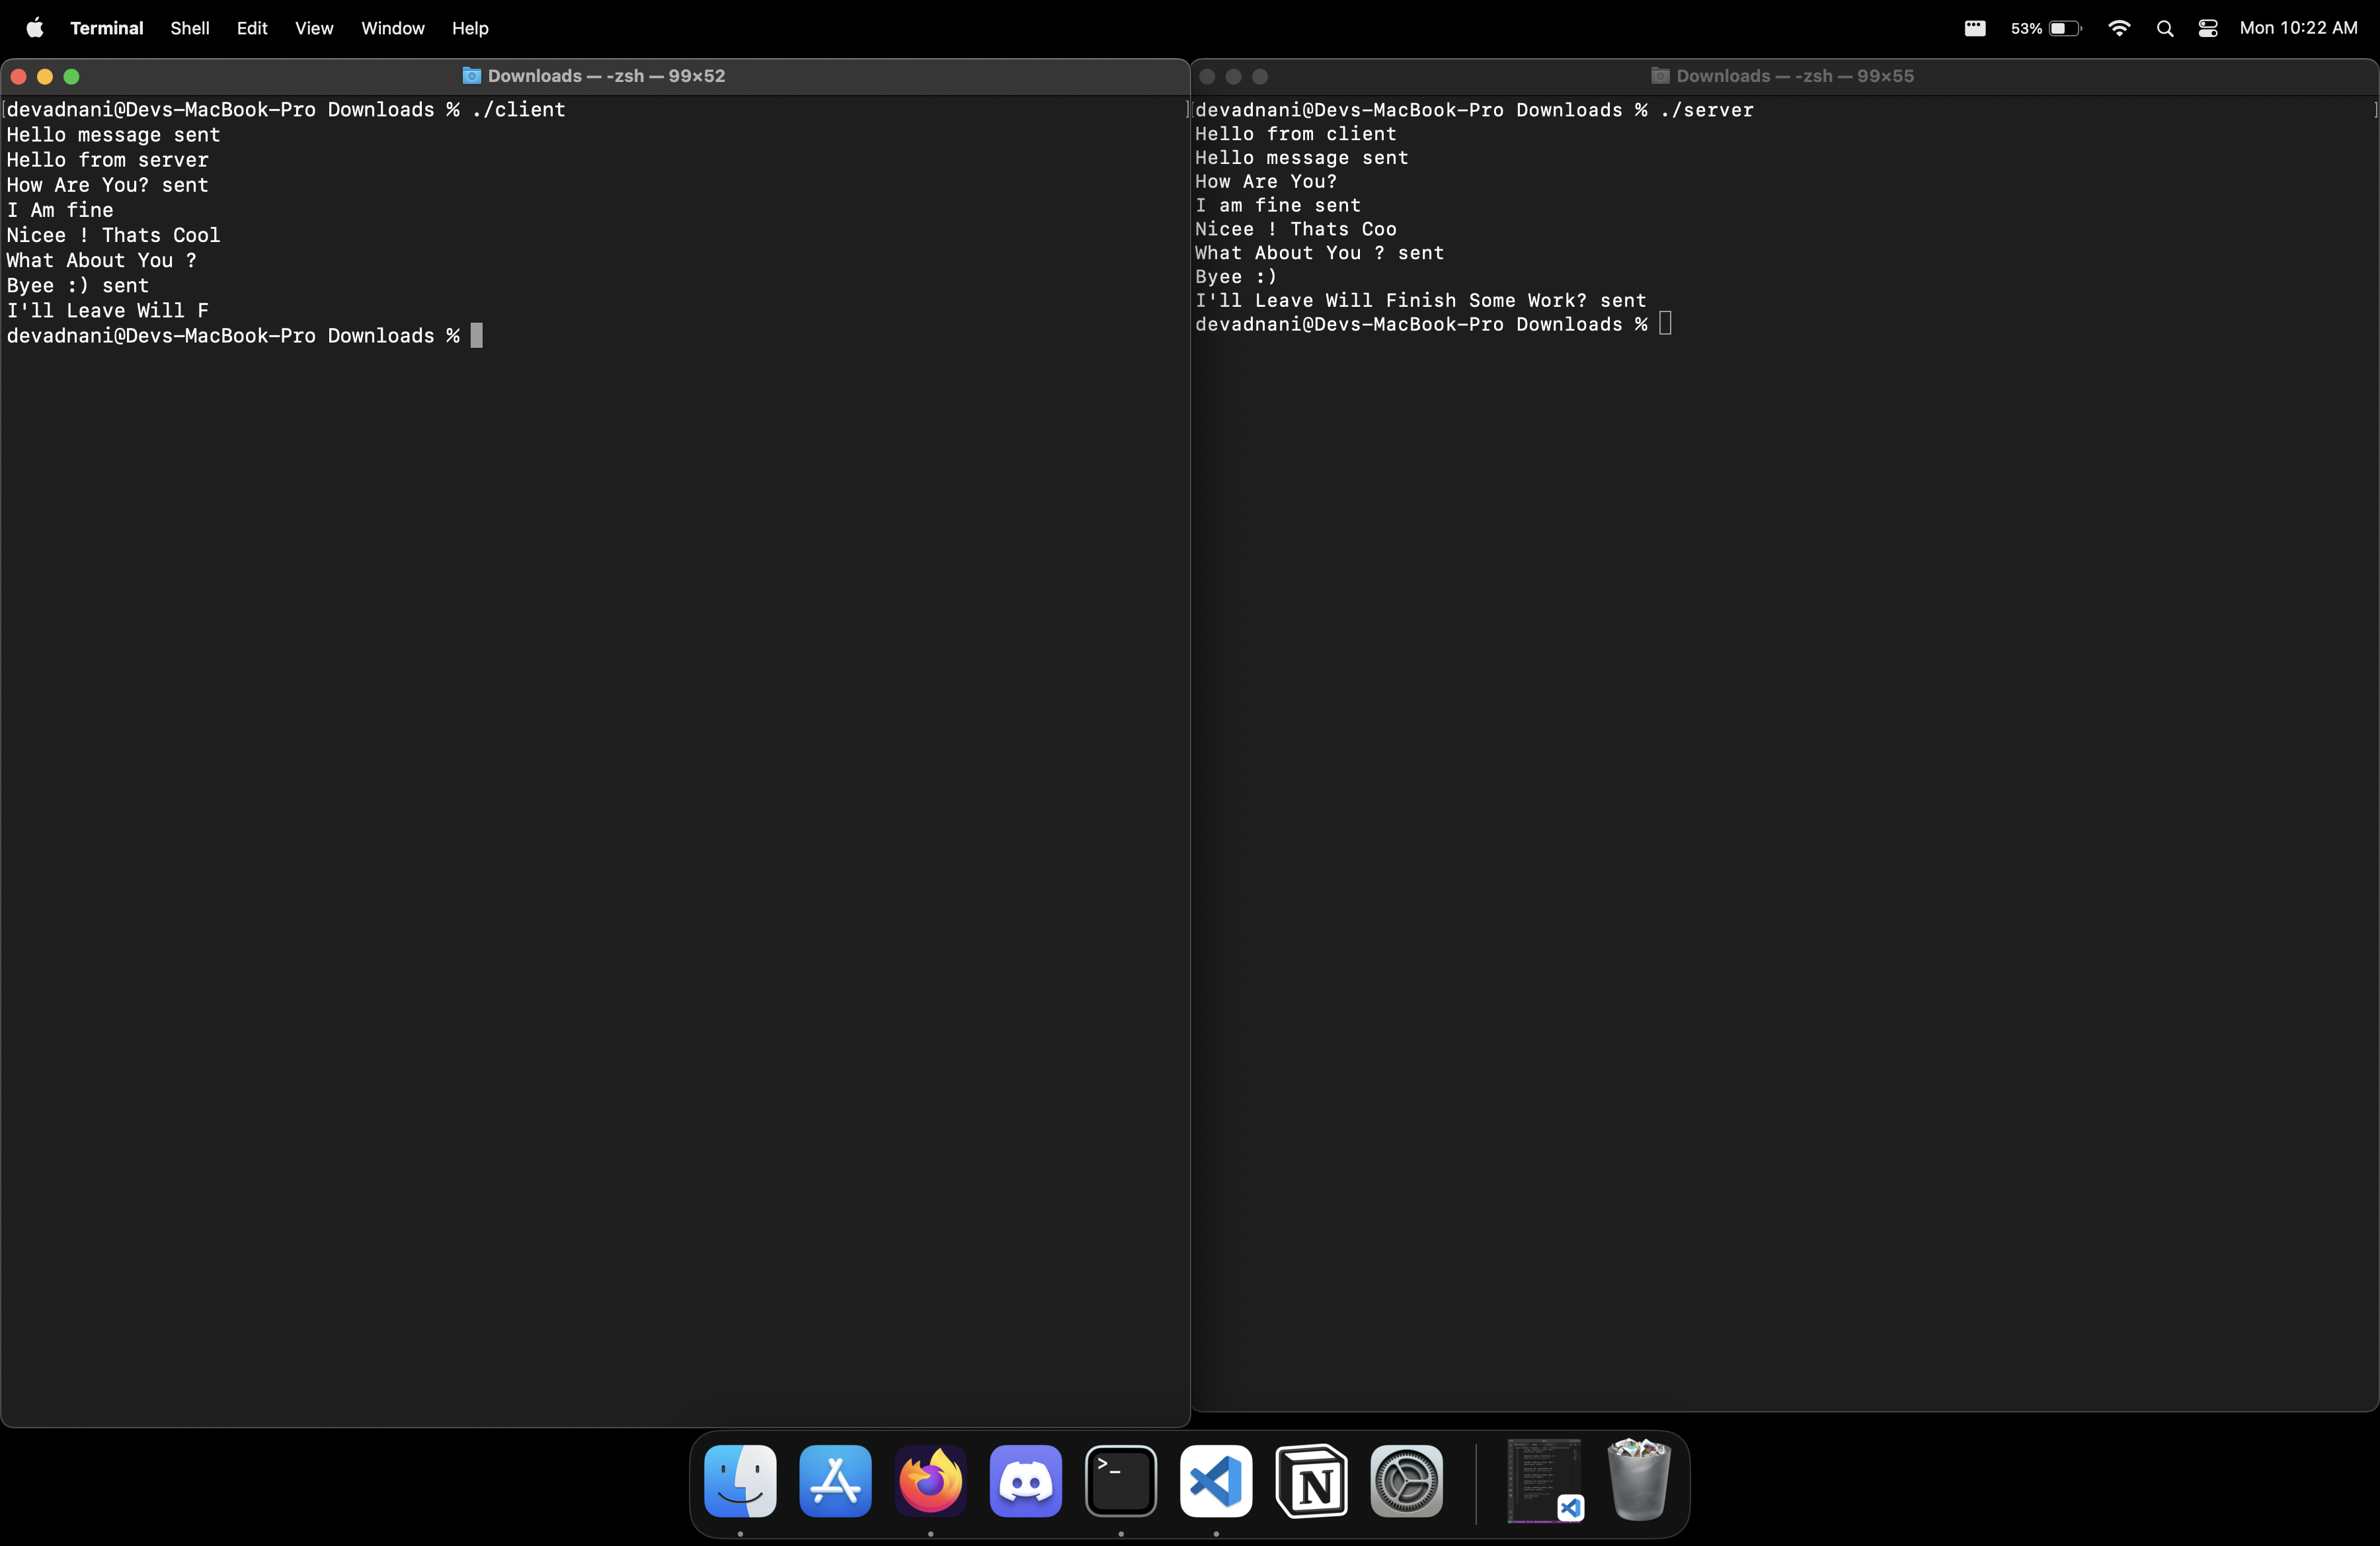 Terminal Shell Edit View Window Help 53% Mon 10:22 AM
Downloads — -zsh — 99×52
[devadnani@Devs-MacBook-Pro Downloads % ./client ]
Hello message sent
Hello from server
How Are You? sent
I Am fine
Nicee ! Thats Cool
What About You ?
Byee :) sent
I'll Leave Will F
devadnani@Devs-MacBook-Pro Downloads %
Downloads — -zsh — 99×55
[devadnani@Devs-MacBook-Pro Downloads % ./server ]
Hello from client
Hello message sent
How Are You?
I am fine sent
Nicee ! Thats Coo
What About You ? sent
Byee :)
I'll Leave Will Finish Some Work? sent
devadnani@Devs-MacBook-Pro Downloads %